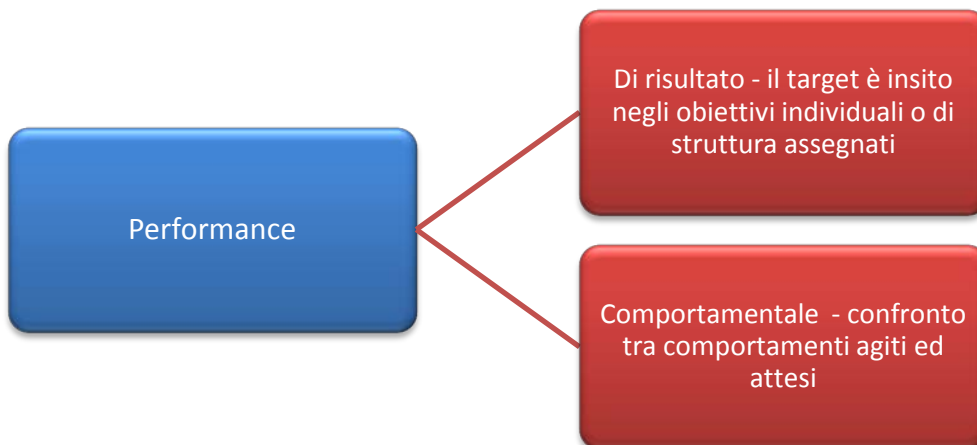 Performance
Di risultato - il target è insito
negli obiettivi individuali o di
struttura assegnati
Comportamentale - confronto
tra comportamenti agiti ed
attesi